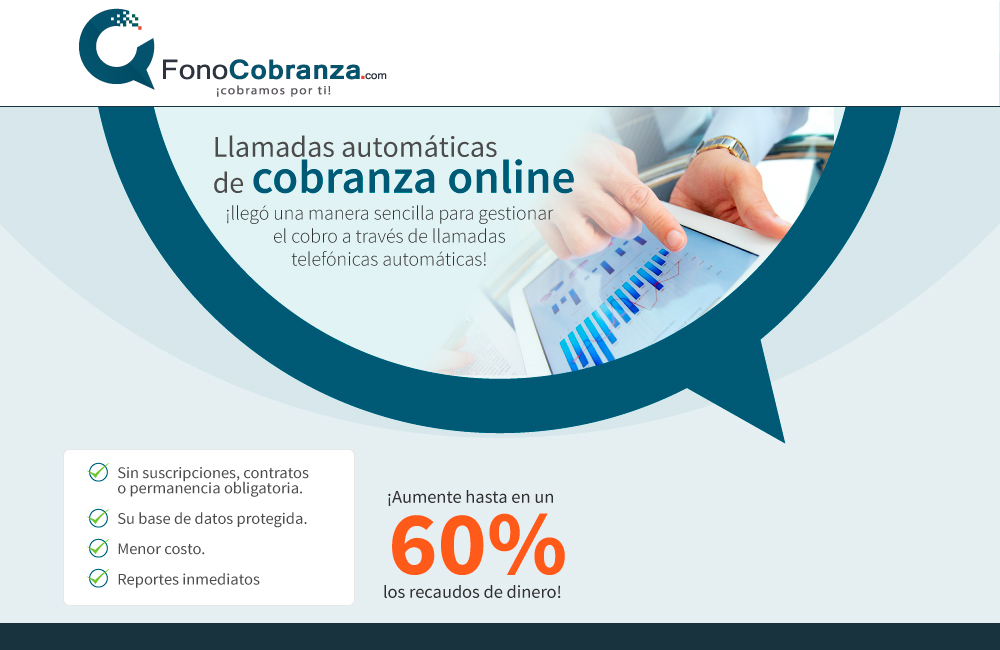 FonoCobranza.com
¡cobramos por ti!
Llamadas automáticas
de cobranza online
¡llegó una manera sencilla para gestionar
el cobro a través de llamadas
telefónicas automáticas!
Sin suscripciones, contratos
o permanencia obligatoria.
Su base de datos protegida.
Menor costo.
Reportes inmediatos
¡Aumente hasta en un
60%
los recaudos de dinero!